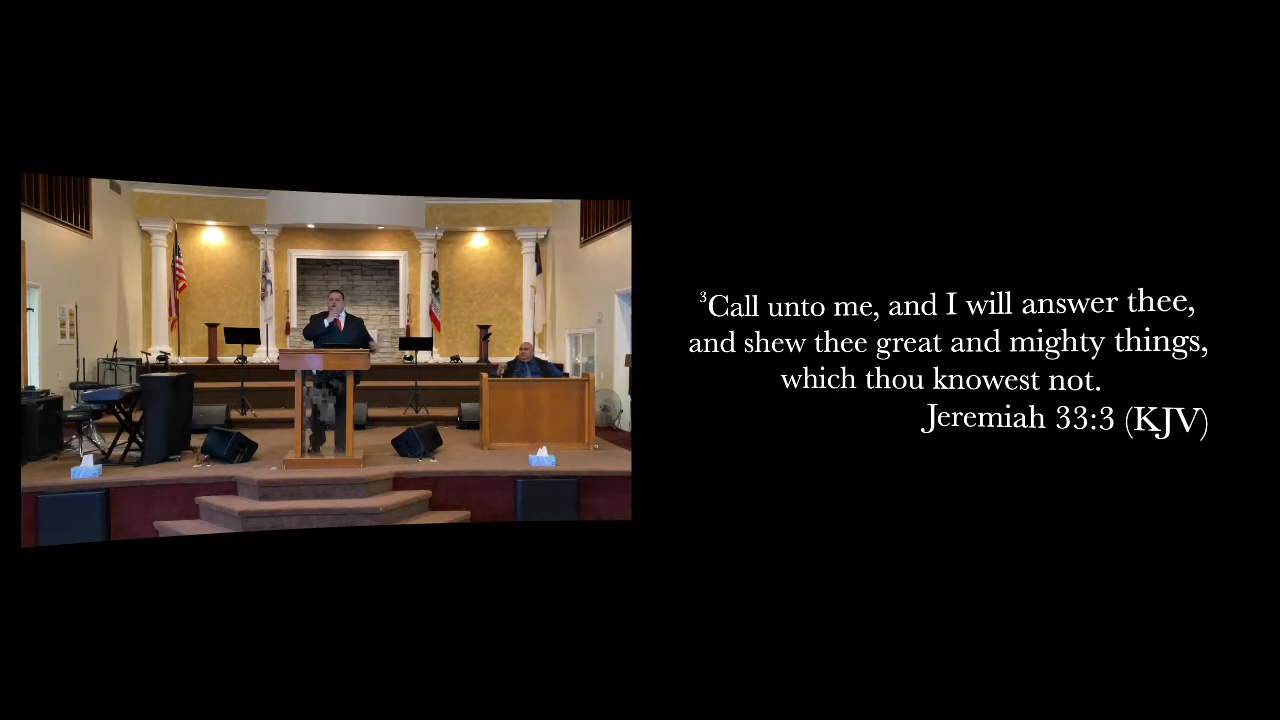 ³Call unto me, and I will answer thee,
and shew thee great and mighty things,
which thou knowest not.
Jeremiah 33:3 (KJV)